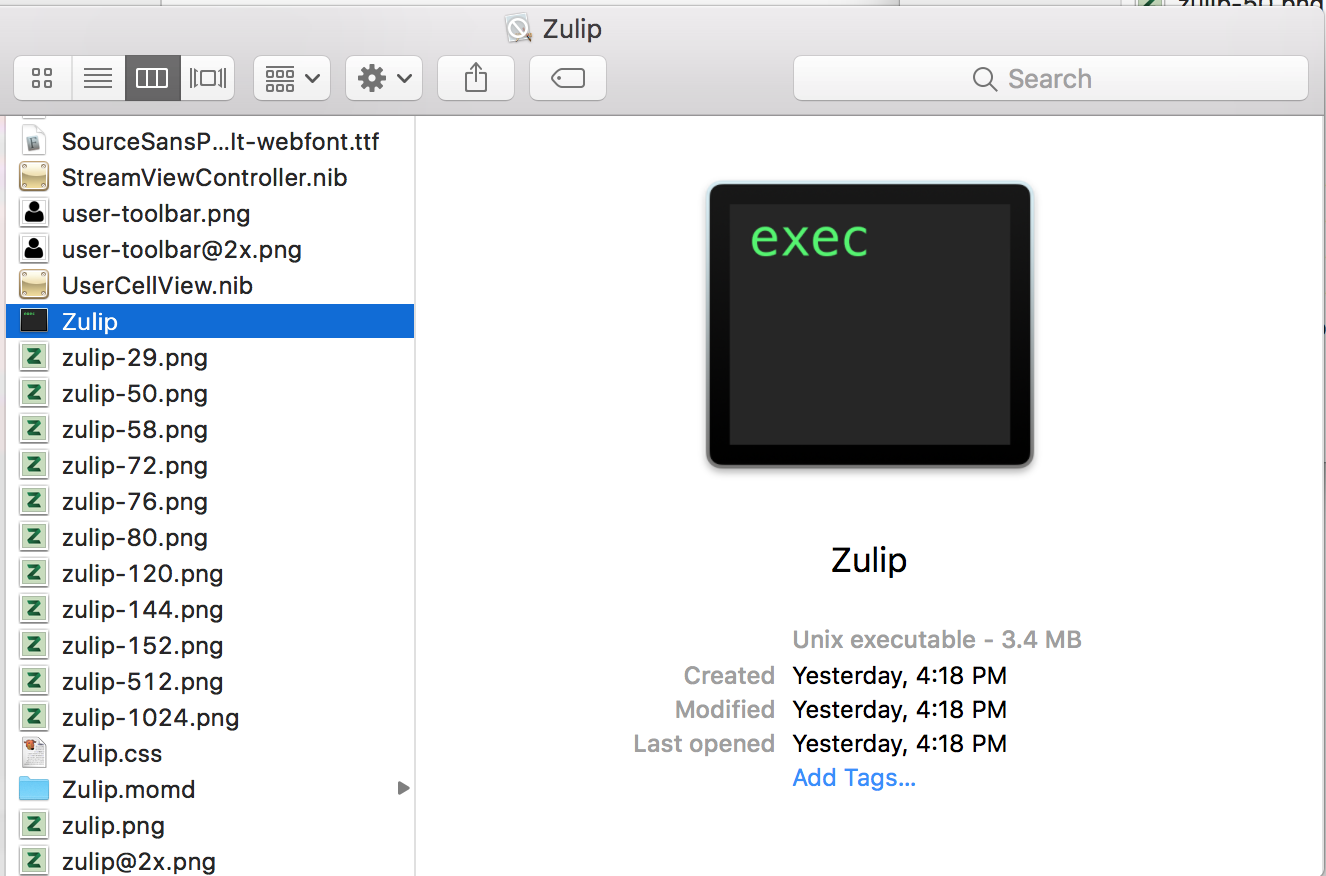 zulip-50.png
Zulip
Search
SourceSansP...lt-webfont.ttf
StreamViewController.nib
user-toolbar.png
user-toolbar@2x.png
UserCellView.nib
Zulip
zulip-29.png
zulip-50.png
zulip-58.png
zulip-72.png
zulip-76.png
zulip-80.png
zulip-120.png
zulip-144.png
zulip-152.png
zulip-512.png
zulip-1024.png
Zulip.css
Zulip.momd
zulip.png
zulip@2x.png
exec
Zulip
Unix executable - 3.4 MB
Created Yesterday, 4:18 PM
Modified Yesterday, 4:18 PM
Last opened Yesterday, 4:18 PM
Add Tags...